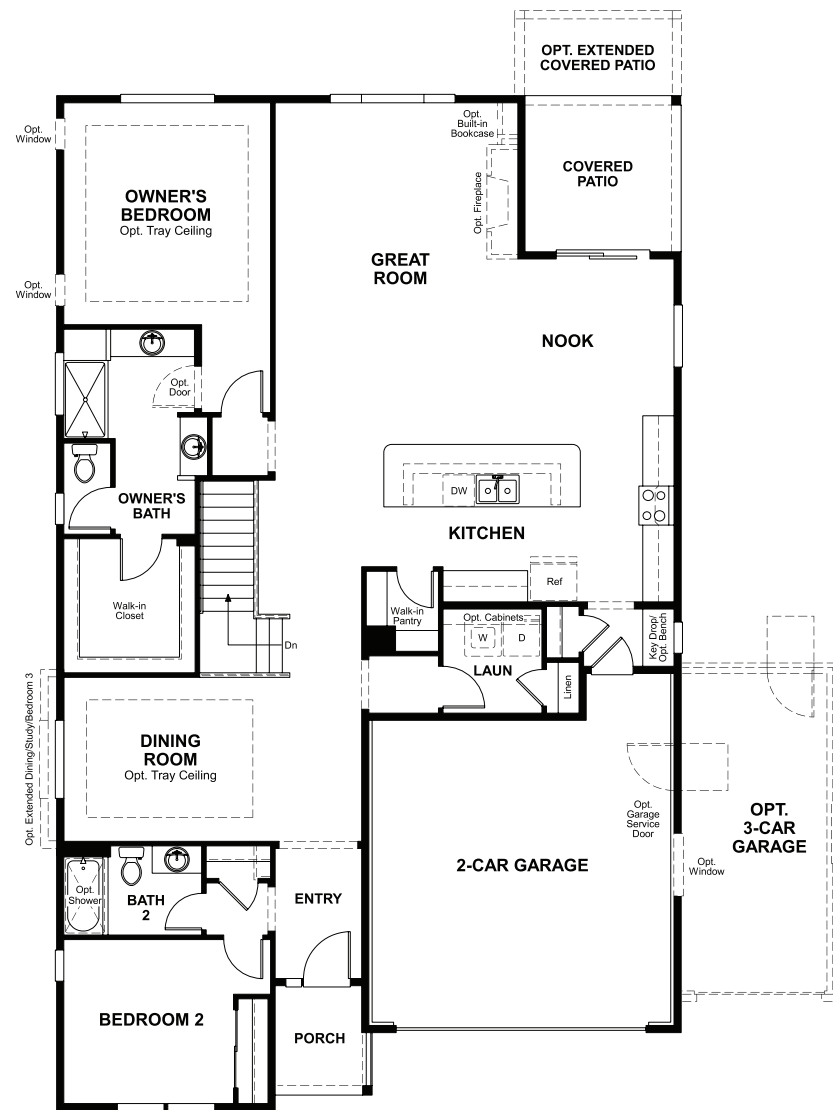 OPT. EXTENDED
COVERED PATIO
Opt.
Built-in
Bookcase
Opt.
Window
COVERED
PATIO
OWNER'S
BEDROOM
Opt. Tray Ceiling
Opt. Fireplace
GREAT
ROOM
Opt.
Window
NOOK
Opt.
Door
DW
OWNER'S
BATH
KITCHEN
Ref
Walk-in
Closet
Walk-in
Pantry
Opt. Cabinets
W
D
Key Drop/
Opt. Bench
Dn
LAUN
Linen
Opt. Extended Dining/Study/Bedroom 3
DINING
ROOM
Opt. Tray Ceiling
Opt.
Garage
Service
Door
OPT.
3-CAR
GARAGE
2-CAR GARAGE
Opt.
Window
Opt.
Shower
BATH
2
ENTRY
BEDROOM 2
PORCH